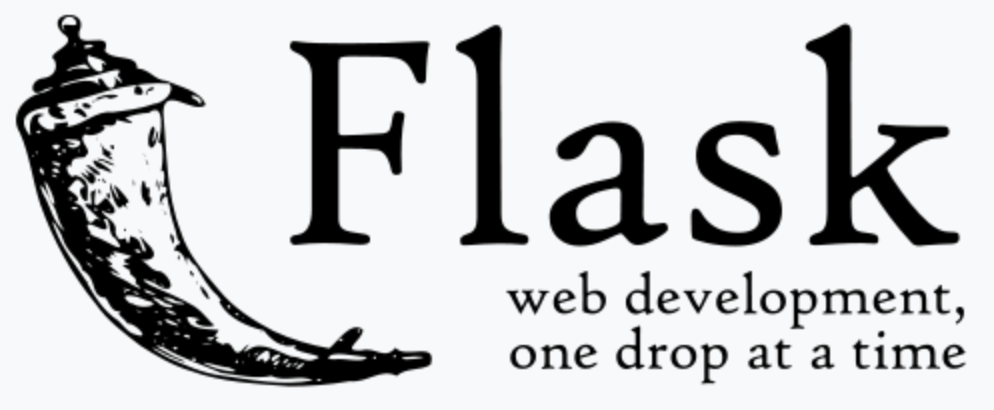 Flask
web development,
one drop at a time